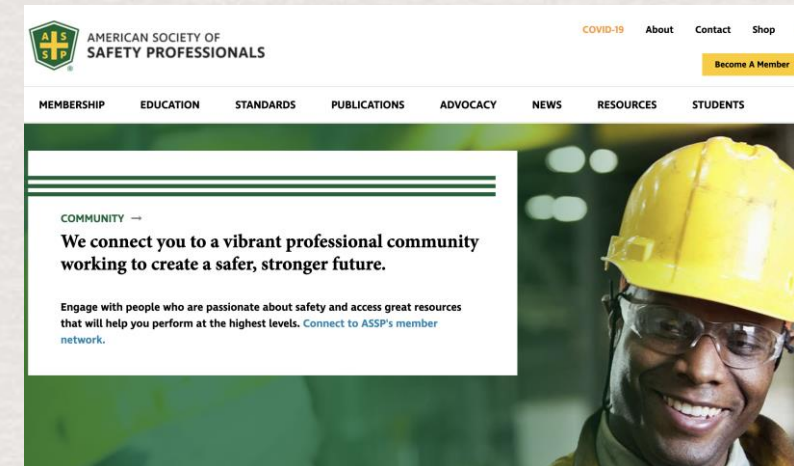 AMERICAN SOCIETY OF
SAFETY PROFESSIONALS
A S
S P
®
COVID-19 About Contact Shop
Become A Member
MEMBERSHIP EDUCATION STANDARDS PUBLICATIONS ADVOCACY NEWS RESOURCES STUDENTS
COMMUNITY →
We connect you to a vibrant professional community
working to create a safer, stronger future.
Engage with people who are passionate about safety and access great resources
that will help you perform at the highest levels. Connect to ASSP's member
network.